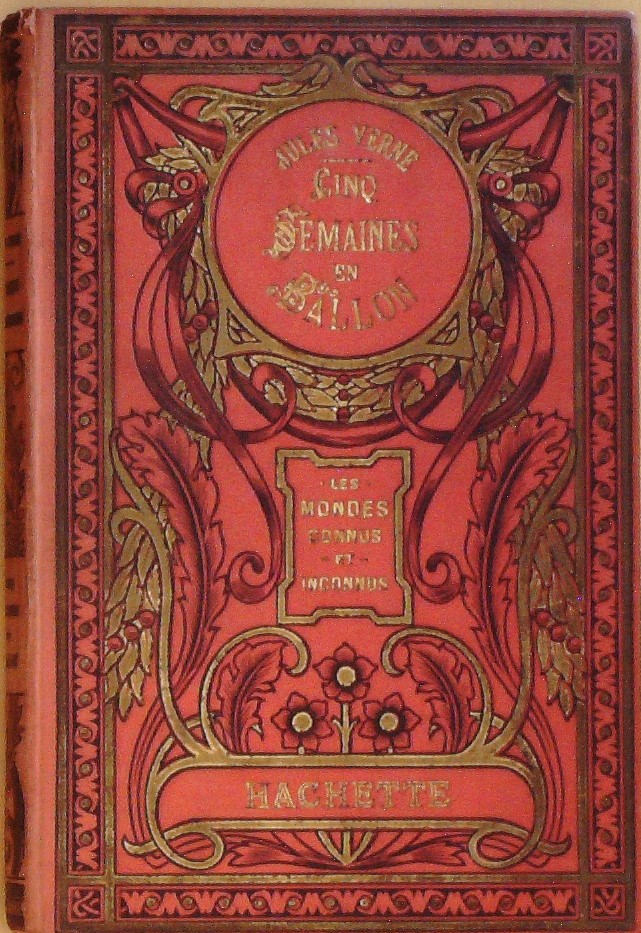 JULES VERNE
CINQ
SEMAINES
EN
BALLON
LES
MONDES
CONNUS
ET
INCONNUS
HACHETTE